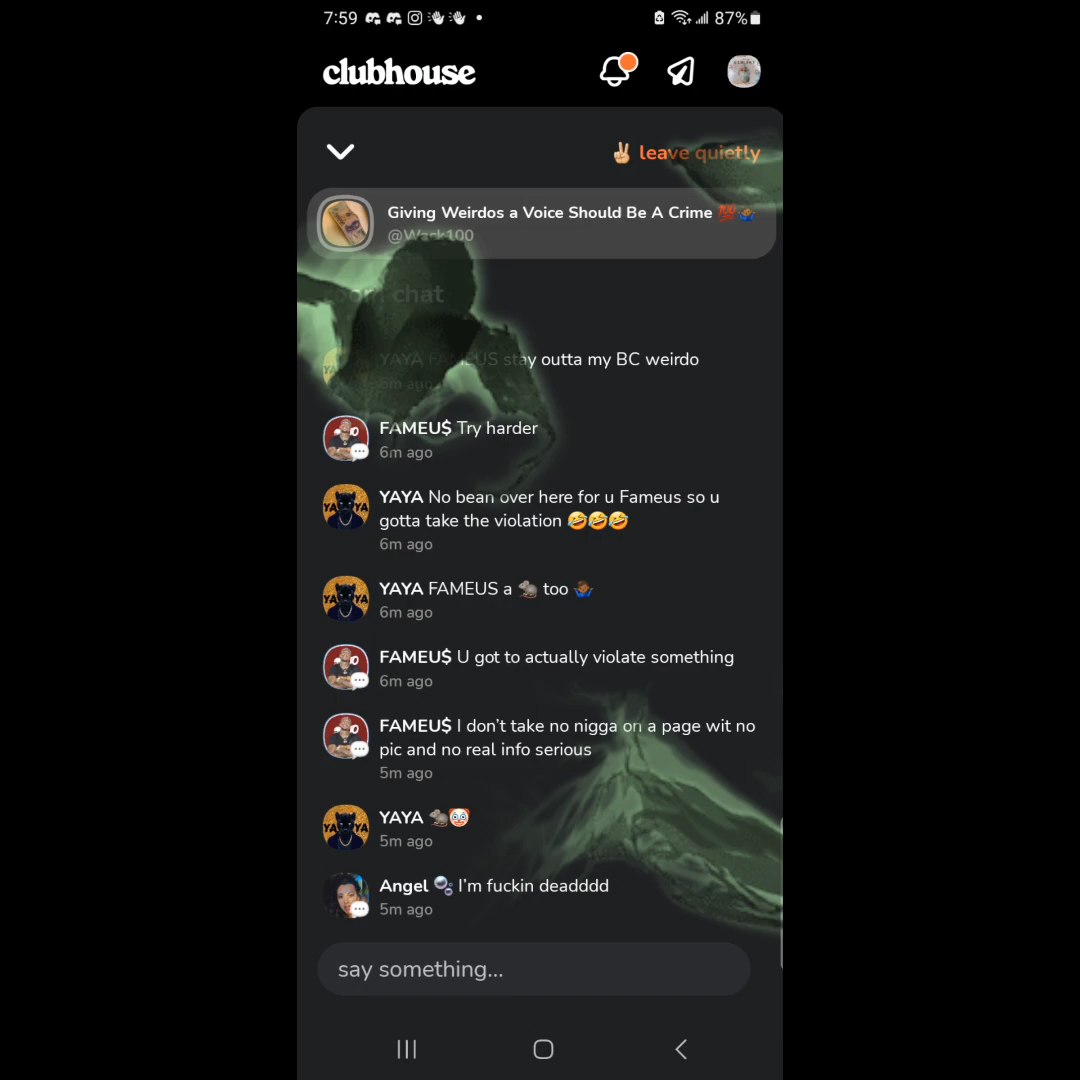 7:59
87%
clubhouse
✌🏻 leave quietly
Giving Weirdos a Voice Should Be A Crime 💯🤷🏾‍♂️
@Wack100
room chat
YAYA FAMEUS stay outta my BC weirdo
6m ago
FAMEU$ Try harder
6m ago
YAYA No bean over here for u Fameus so u
gotta take the violation 🤣🤣🤣
6m ago
YAYA FAMEUS a 🐀 too 🤷🏾‍♂️
6m ago
FAMEU$ U got to actually violate something
6m ago
FAMEU$ I don't take no nigga on a page wit no
pic and no real info serious
5m ago
YAYA 🐀🤡
5m ago
Angel 🫧 I'm fuckin deadddd
5m ago
say something...